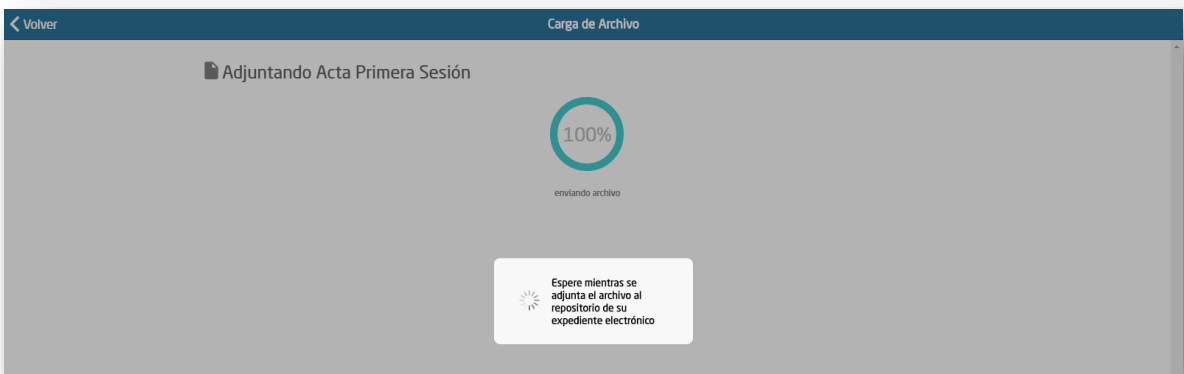 Volver
Carga de Archivo
Adjuntando Acta Primera Sesión
100%
enviando archivo
Espere mientras se
adjunta el archivo al
repositorio de su
expediente electrónico